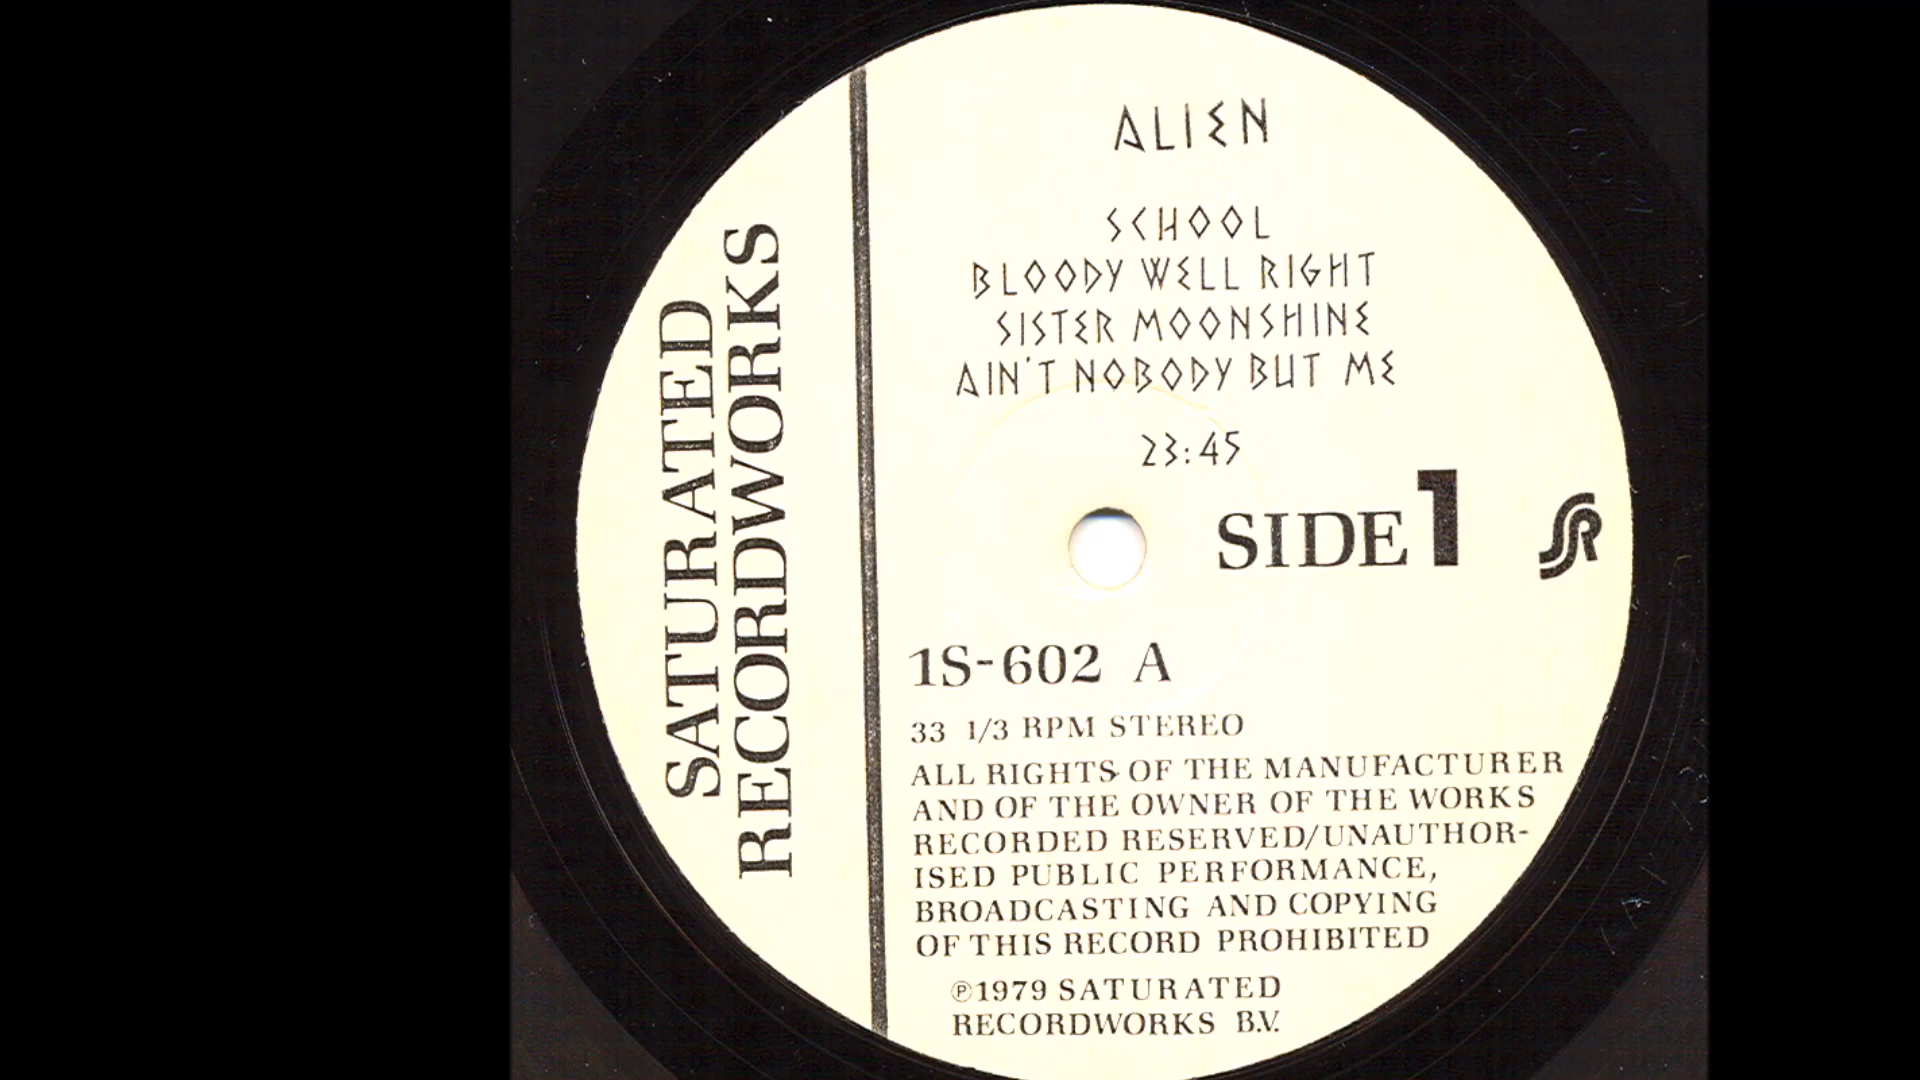 SATURATED
RECORDWORKS
ALIEN
SCHOOL
BLOODY WELL RIGHT
SISTER MOONSHINE
AIN'T NOBODY BUT ME
23:45
SIDE 1
SR
1S-602 A
33 1/3 RPM STEREO
ALL RIGHTS OF THE MANUFACTURER
AND OF THE OWNER OF THE WORKS
RECORDED RESERVED/UNAUTHOR-
ISED PUBLIC PERFORMANCE,
BROADCASTING AND COPYING
OF THIS RECORD PROHIBITED
℗1979 SATURATED
RECORDWORKS B.V.